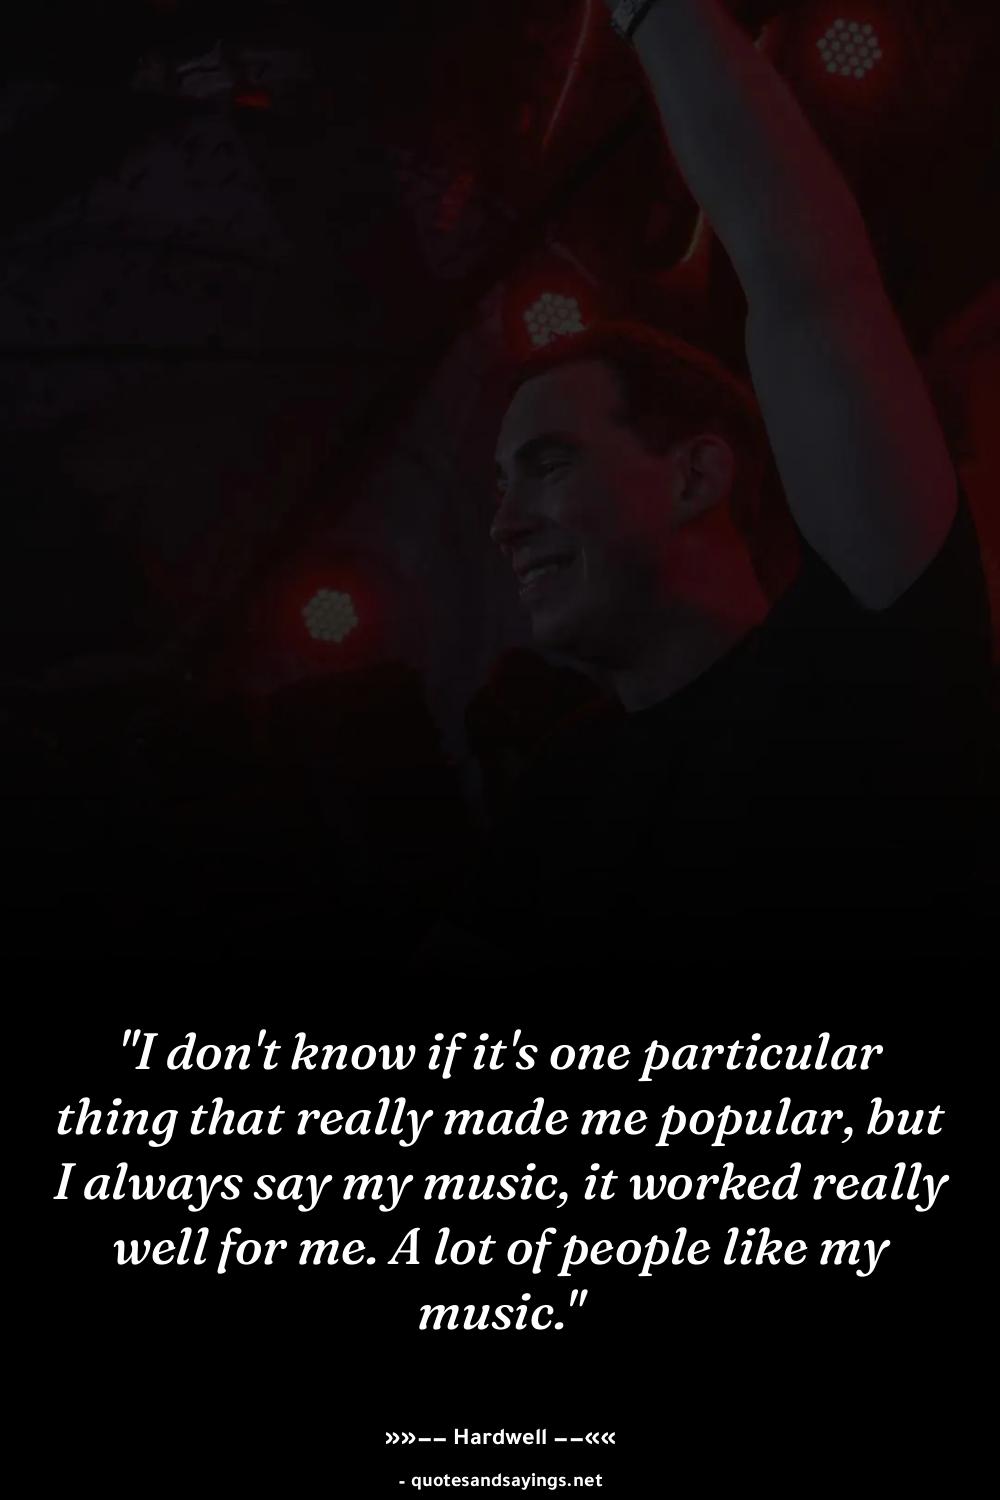 "I don't know if it's one particular
thing that really made me popular, but
I always say my music, it worked really
well for me. A lot of people like my
music."
»»−− Hardwell −−««
- quotesandsayings.net